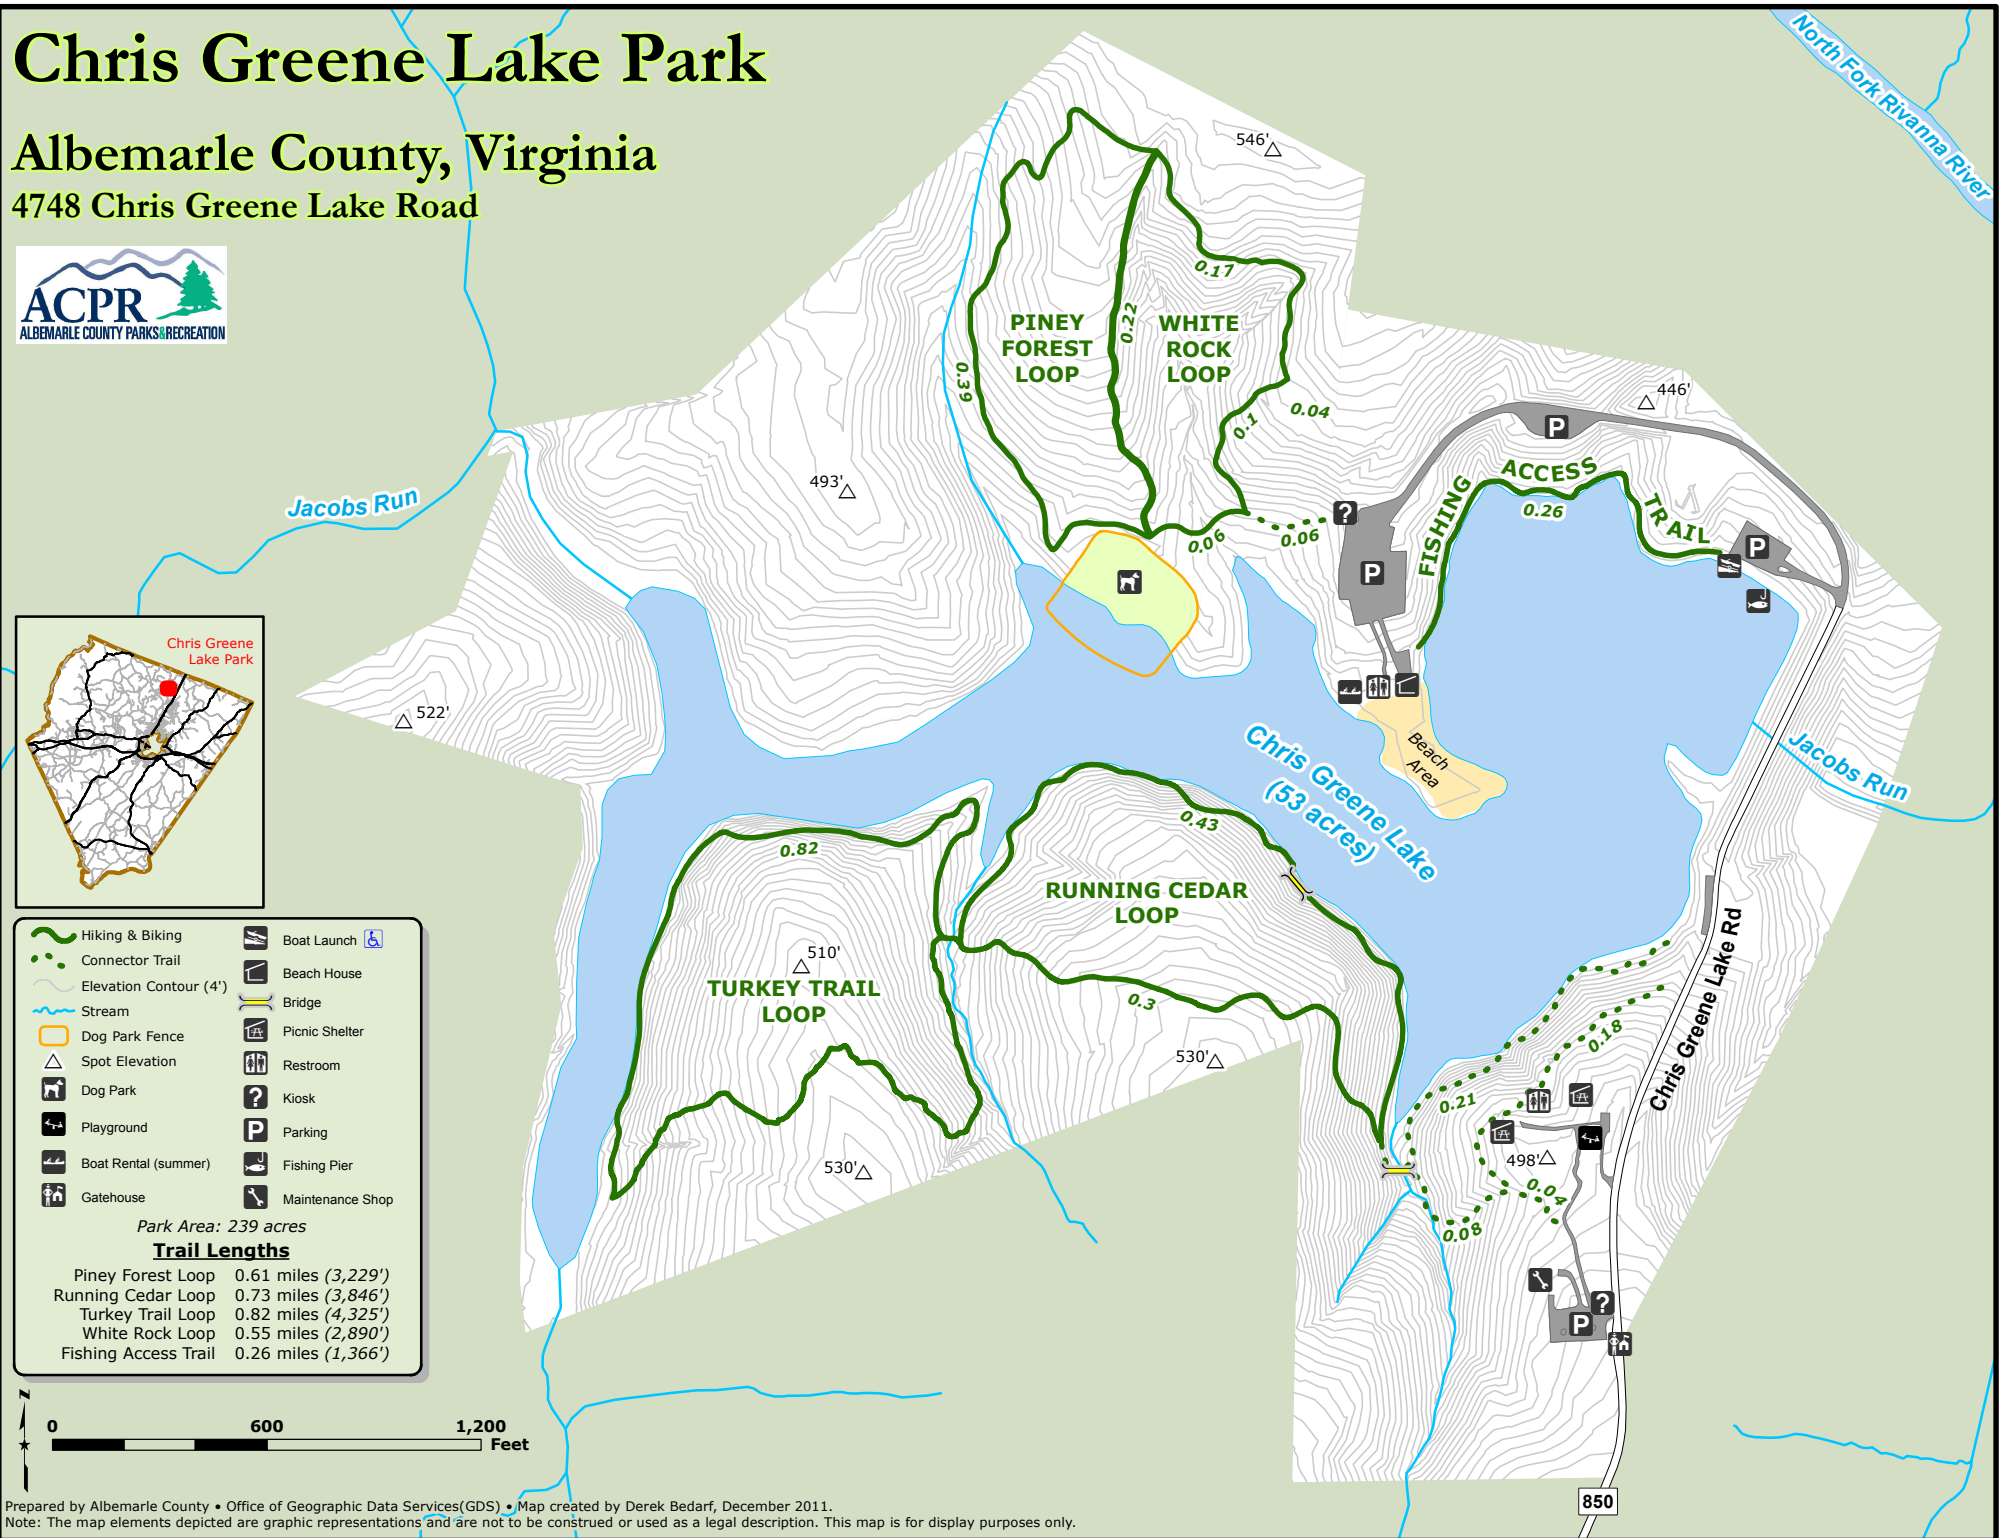 Chris Greene Lake Park
Albemarle County, Virginia
4748 Chris Greene Lake Road
ACPR
ALBEMARLE COUNTY PARKS&RECREATION
North Fork Rivanna River
546'
0.17
PINEY
FOREST
LOOP
0.22
WHITE
ROCK
LOOP
0.39
0.04
0.1
446'
P
FISHING ACCESS TRAIL
0.26
493'
Jacobs Run
0.06
0.06
?
P
P
Chris Greene
Lake Park
522'
Beach
Area
Chris Greene Lake
(53 acres)
Jacobs Run
0.82
0.43
RUNNING CEDAR
LOOP
510'
TURKEY TRAIL
LOOP
0.3
530'
530'
Chris Greene Lake Rd
0.18
0.21
498'
0.04
0.08
?
P
850
Hiking & Biking
Connector Trail
Elevation Contour (4')
Stream
Dog Park Fence
Spot Elevation
Dog Park
Playground
Boat Rental (summer)
Gatehouse
Boat Launch
Beach House
Bridge
Picnic Shelter
Restroom
? Kiosk
P Parking
Fishing Pier
Maintenance Shop
Park Area: 239 acres
Trail Lengths
Piney Forest Loop 0.61 miles (3,229')
Running Cedar Loop 0.73 miles (3,846')
Turkey Trail Loop 0.82 miles (4,325')
White Rock Loop 0.55 miles (2,890')
Fishing Access Trail 0.26 miles (1,366')
N
0 600 1,200
Feet
Prepared by Albemarle County • Office of Geographic Data Services(GDS) • Map created by Derek Bedarf, December 2011.
Note: The map elements depicted are graphic representations and are not to be construed or used as a legal description. This map is for display purposes only.